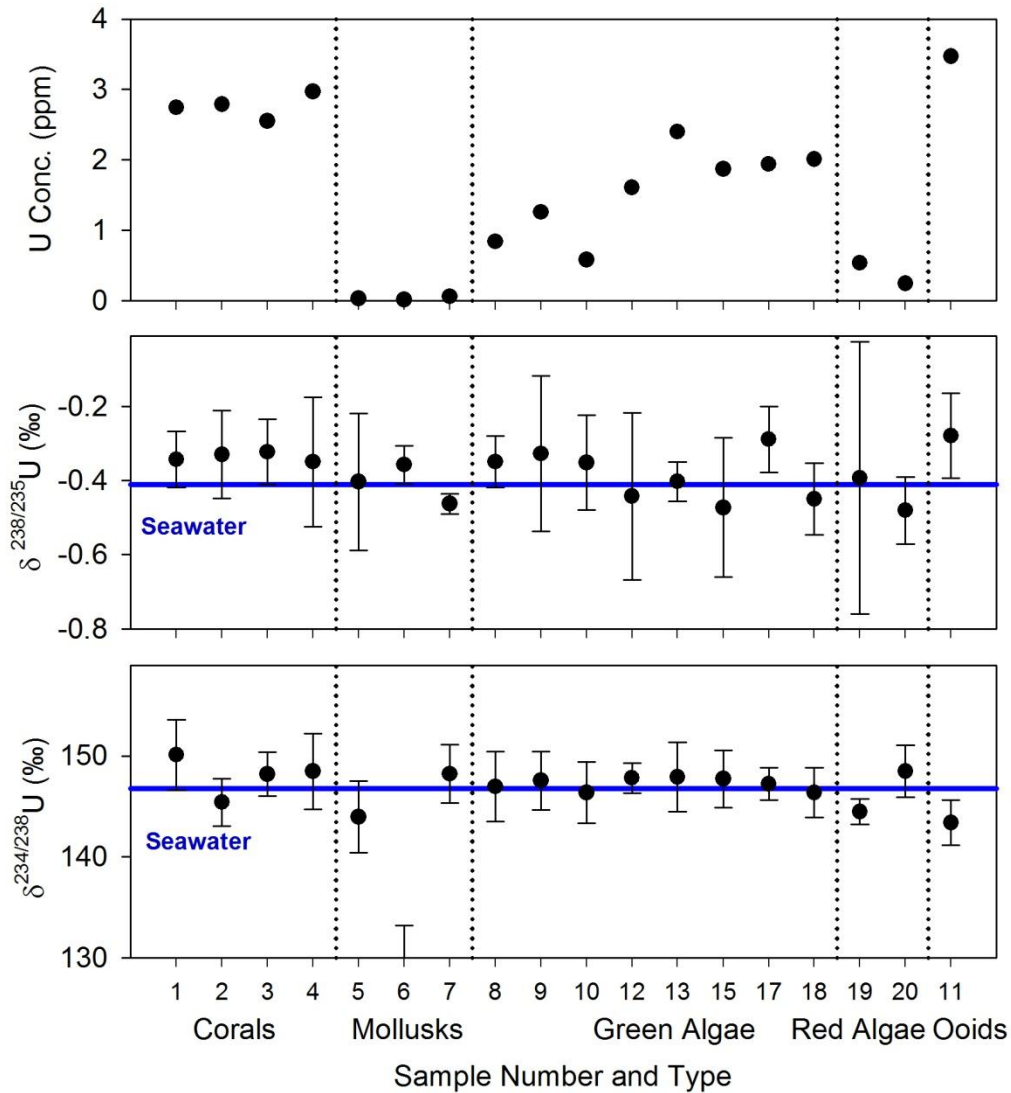 U Conc. (ppm)
4
3
2
1
0
δ 238/235U (‰)
-0.2
-0.4
-0.6
-0.8
Seawater
δ234/238U (‰)
150
140
130
Seawater
1 2 3 4 5 6 7 8 9 10 12 13 15 17 18 19 20 11
Corals Mollusks Green Algae Red Algae Ooids
Sample Number and Type